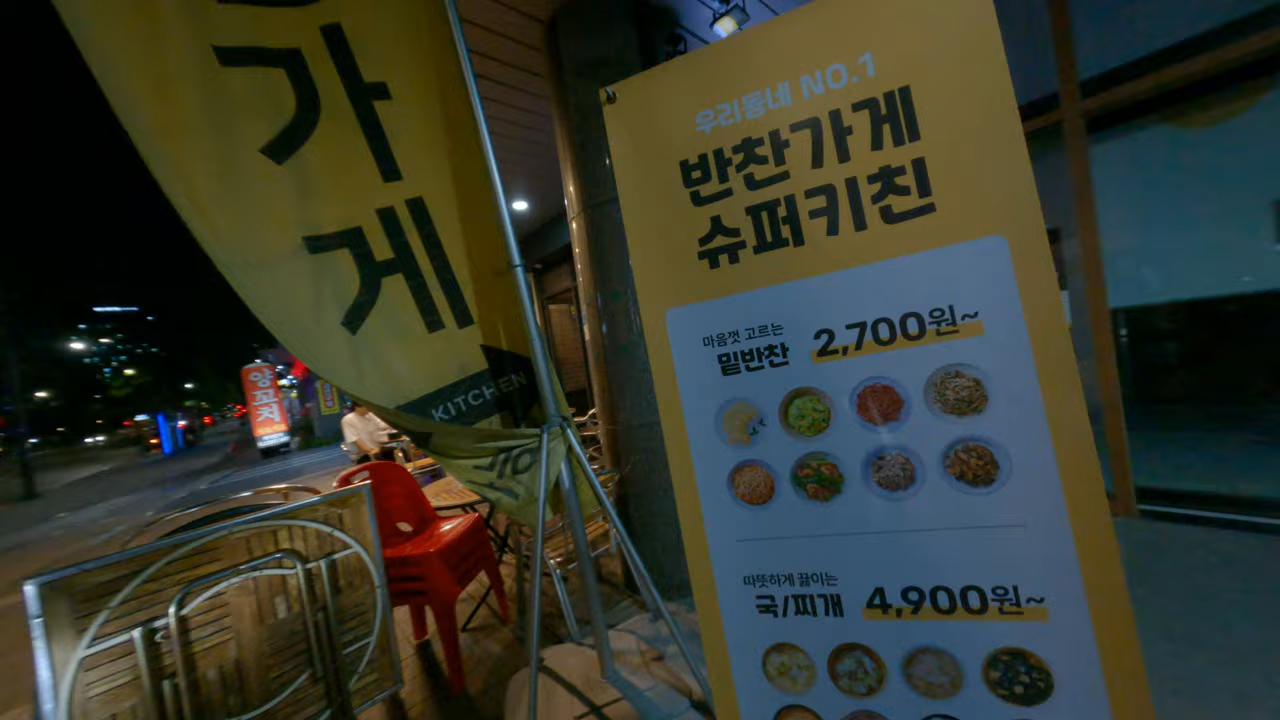 가게
KITCHEN
양꼬치
우리동네 NO.1
반찬가게
슈퍼키친
마음껏 고르는
밑반찬 2,700원~
따뜻하게 끓이는
국/찌개 4,900원~